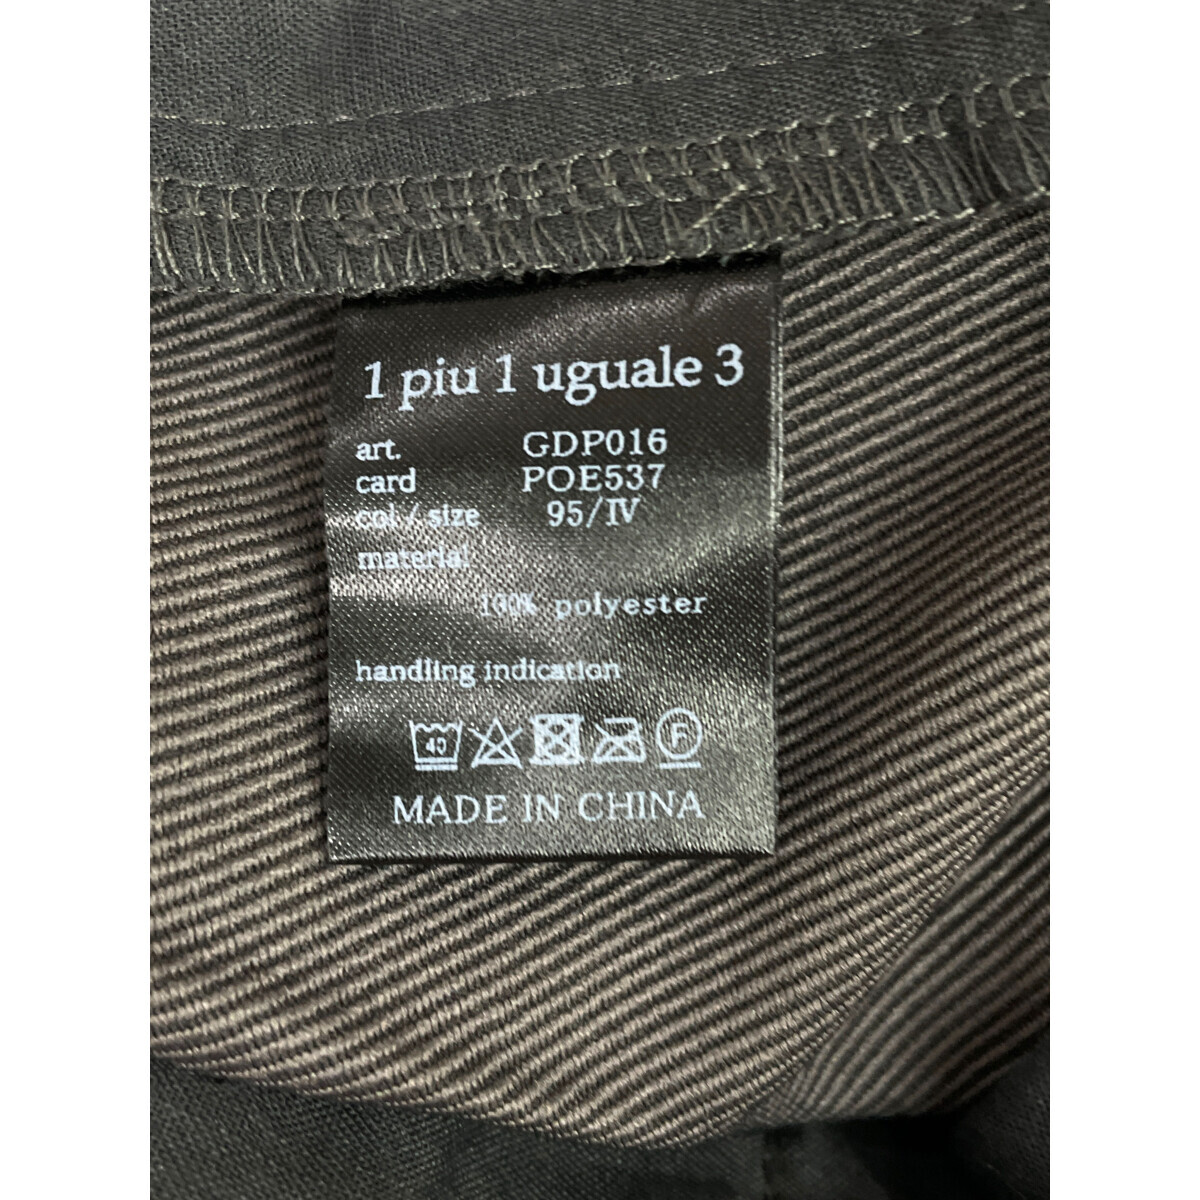 1 piu 1 uguale 3
art. GDP016
card POE537
col / size 95/IV
material
100% polyester
handling indication
40 F
MADE IN CHINA